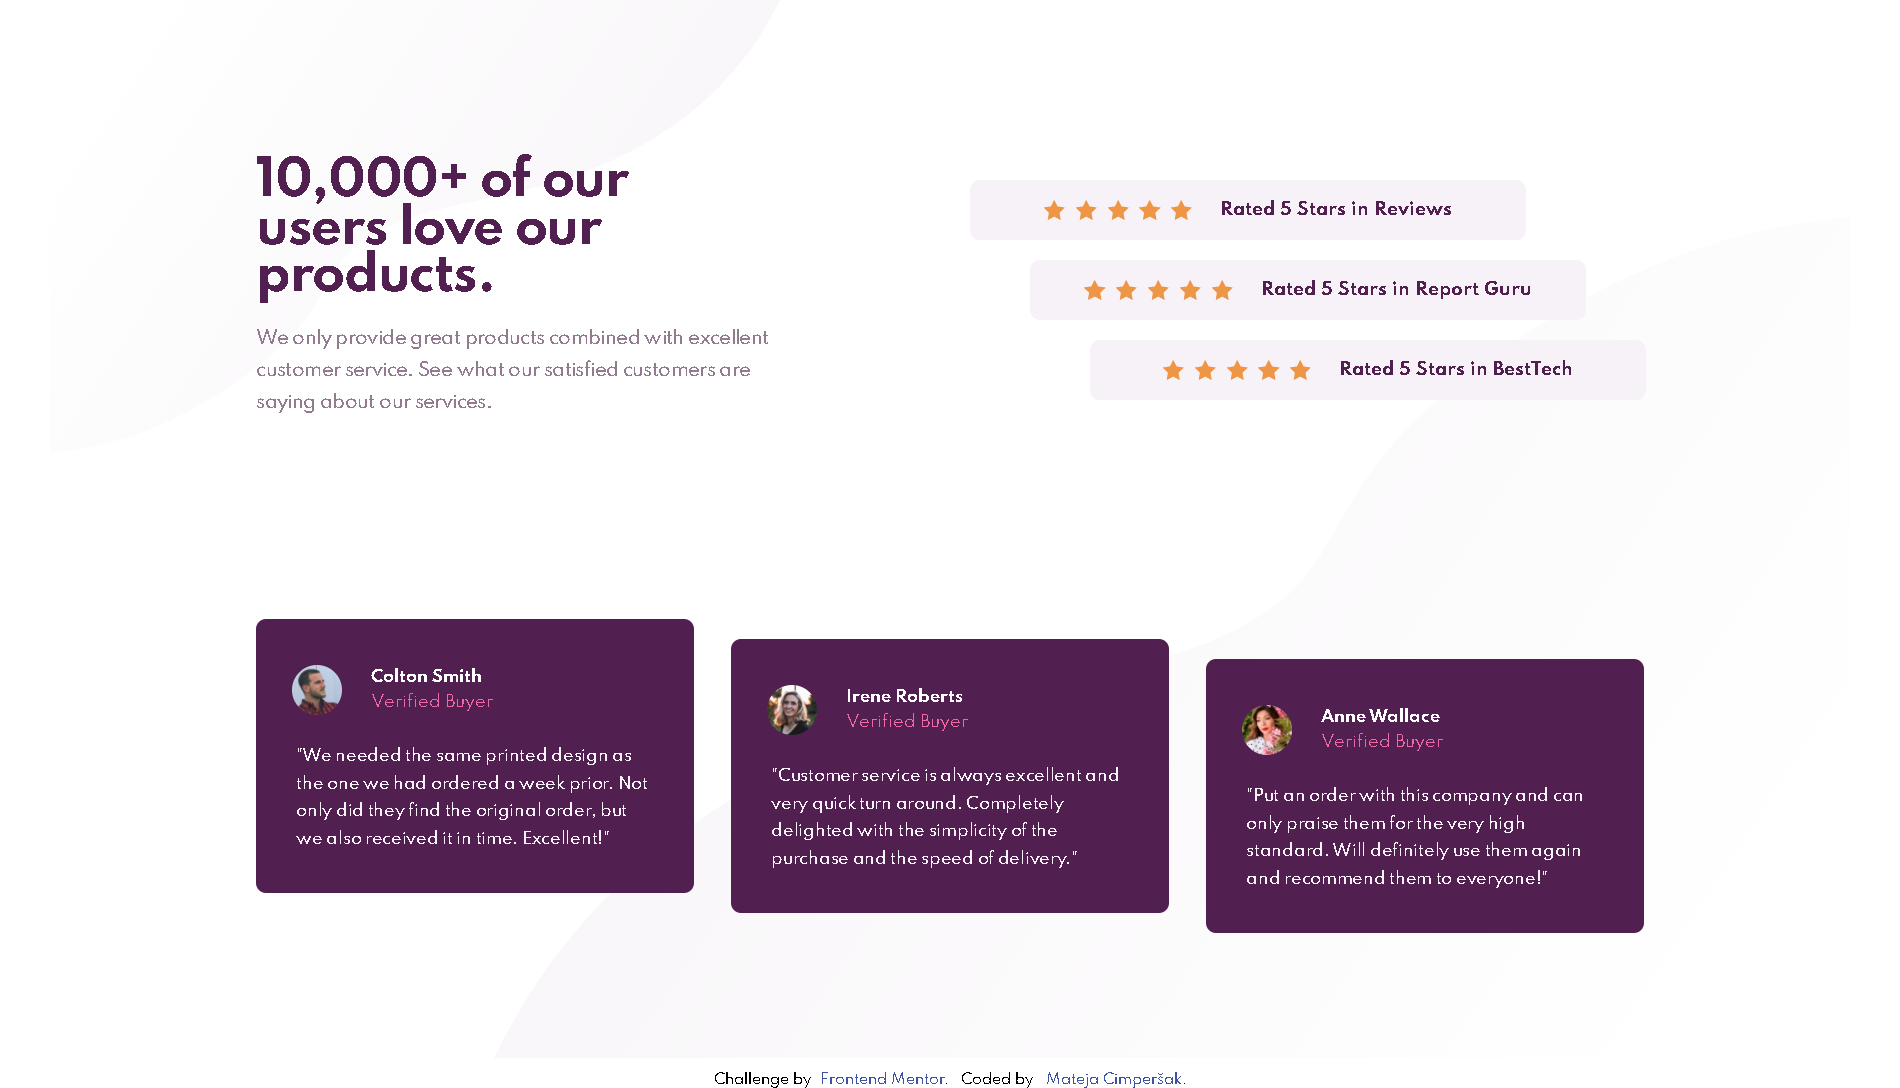 10,000+ of our
users love our
products.
We only provide great products combined with excellent
customer service. See what our satisfied customers are
saying about our services.
Rated 5 Stars in Reviews
Rated 5 Stars in Report Guru
Rated 5 Stars in BestTech
Colton Smith
Verified Buyer
"We needed the same printed design as
the one we had ordered a week prior. Not
only did they find the original order, but
we also received it in time. Excellent!"
Irene Roberts
Verified Buyer
"Customer service is always excellent and
very quick turn around. Completely
delighted with the simplicity of the
purchase and the speed of delivery."
Anne Wallace
Verified Buyer
"Put an order with this company and can
only praise them for the very high
standard. Will definitely use them again
and recommend them to everyone!"
Challenge by Frontend Mentor. Coded by Mateja Cimperšak.